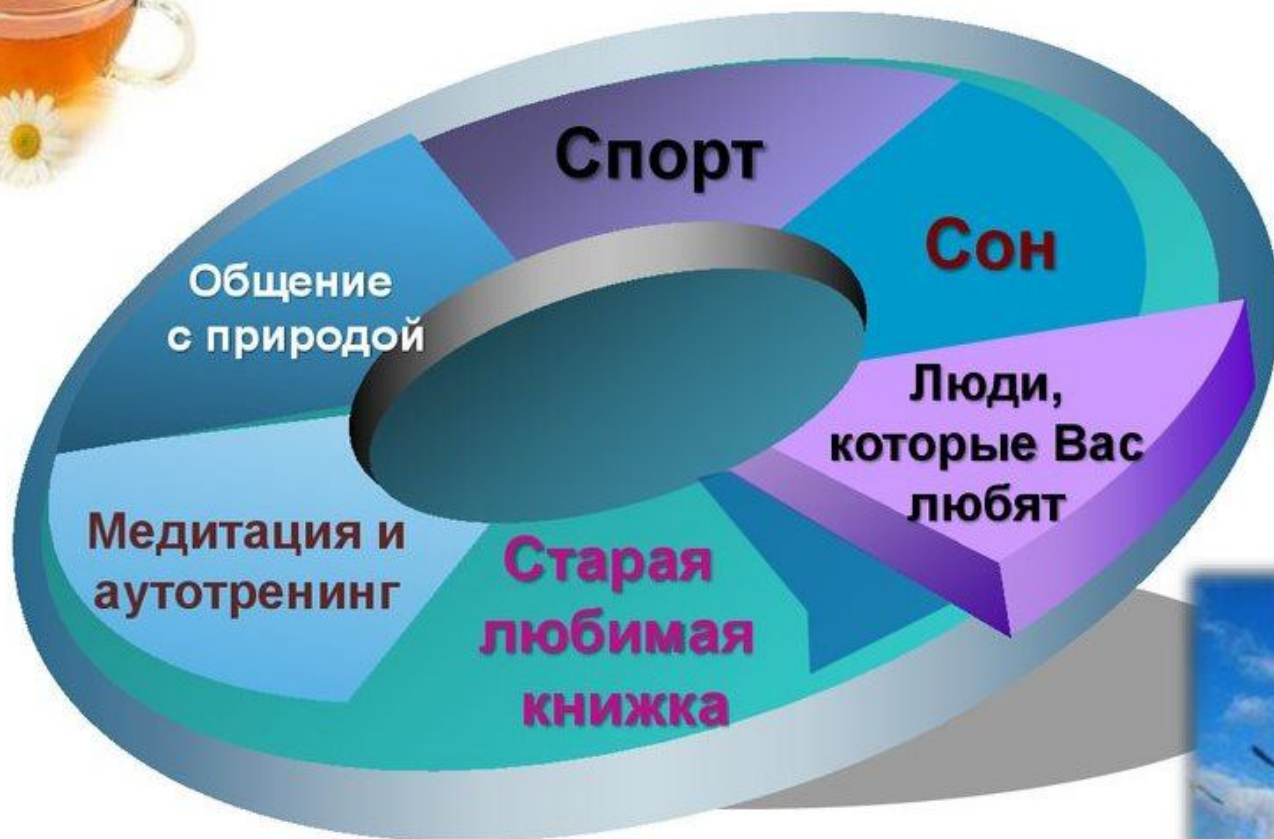 Спорт
Сон
Общение
с природой
Люди,
которые Вас
любят
Медитация и
аутотренинг
Старая
любимая
книжка